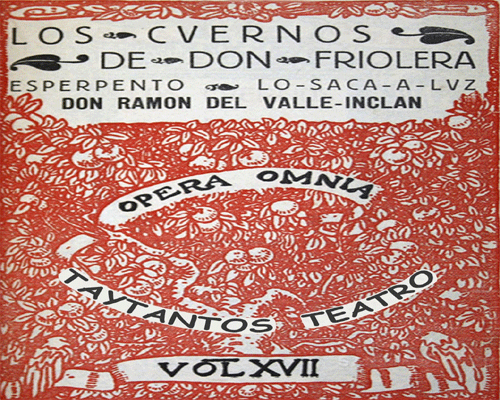 LOS CVERNOS
DE DON FRIOLERA
ESPERPENTO LO-SACA-A-LVZ
DON RAMON DEL VALLE-INCLAN
OPERA OMNIA
TAYTANTOS TEATRO
VOL XVII